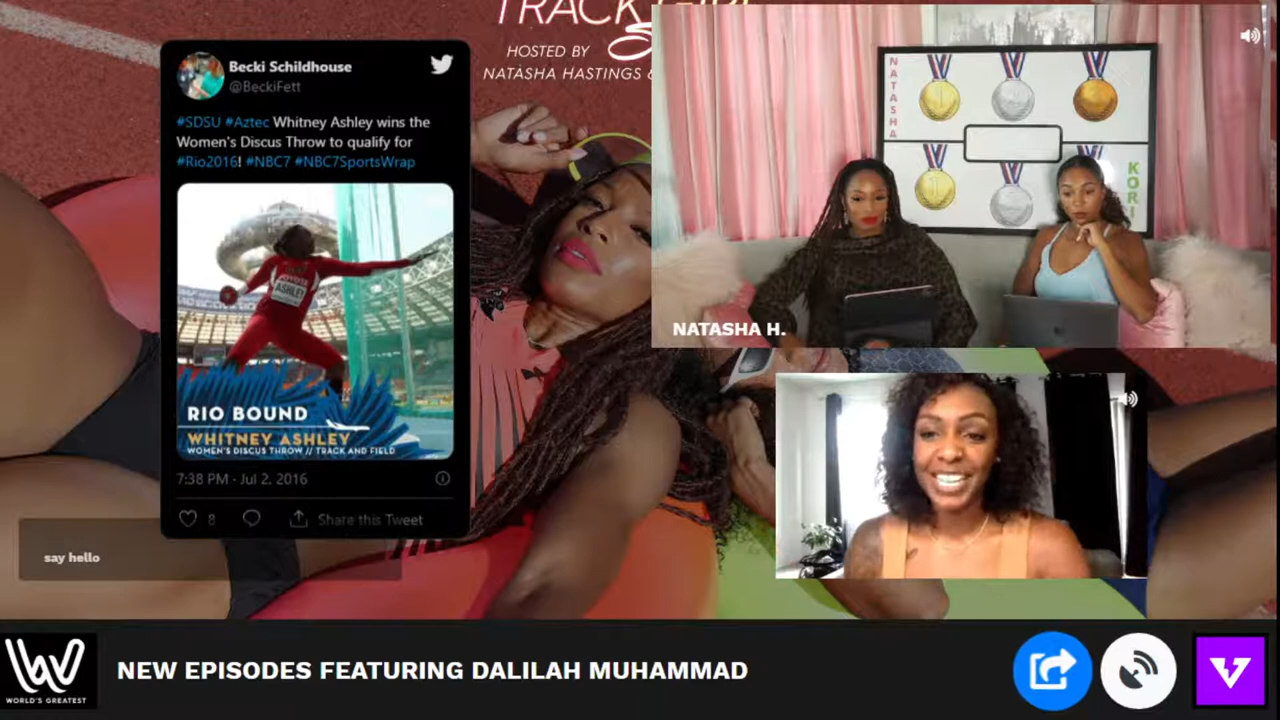 TRACK GIRL
HOSTED BY
NATASHA HASTINGS &
Becki Schildhouse
@BeckiFett
#SDSU #Aztec Whitney Ashley wins the
Women's Discus Throw to qualify for
#Rio2016! #NBC7 #NBC7SportsWrap
ASHLEY
RIO BOUND
WHITNEY ASHLEY
WOMEN'S DISCUS THROW // TRACK AND FIELD
7:38 PM · Jul 2, 2016
8
Share this Tweet
say hello
NATASHA
KORI
NATASHA H.
WORLD'S GREATEST
NEW EPISODES FEATURING DALILAH MUHAMMAD